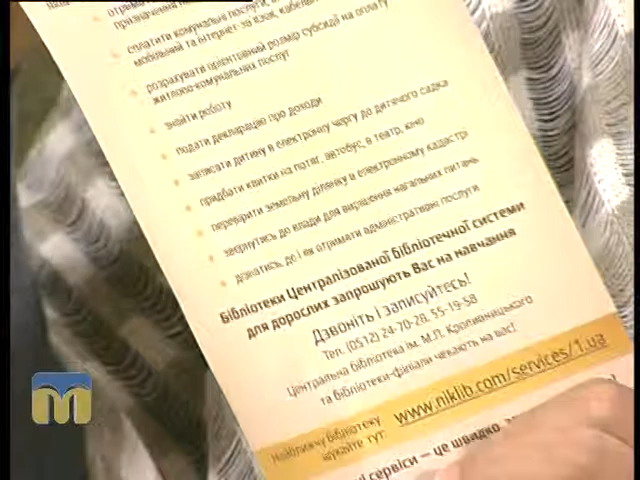 сплатити комунальні послуги,
мобільний та інтернет-зв'язок, кабельне
розрахувати орієнтовний розмір субсидії на оплату
житлово-комунальних послуг
знайти роботу
подати декларацію про доходи
записати дитину в електронну чергу до дитячого садка
придбати квитки на потяг, автобус, в театр, кіно
перевірити земельну ділянку в електронному кадастрі
звернутись до влади для вирішення нагальних питань
дізнатись, де і як отримати адміністративні послуги
Бібліотеки Централізованої бібліотечної системи
для дорослих запрошують Вас на навчання
Дзвоніть і записуйтесь!
Тел. (0512) 24-70-28, 55-19-58
Центральна бібліотека ім. М.Л. Кропивницького
та бібліотеки-філали чекають на вас!
Найближчу бібліотеку
шукайте тут:
www.niklib.com/services/1.ua
сервіси — це швидко,
М